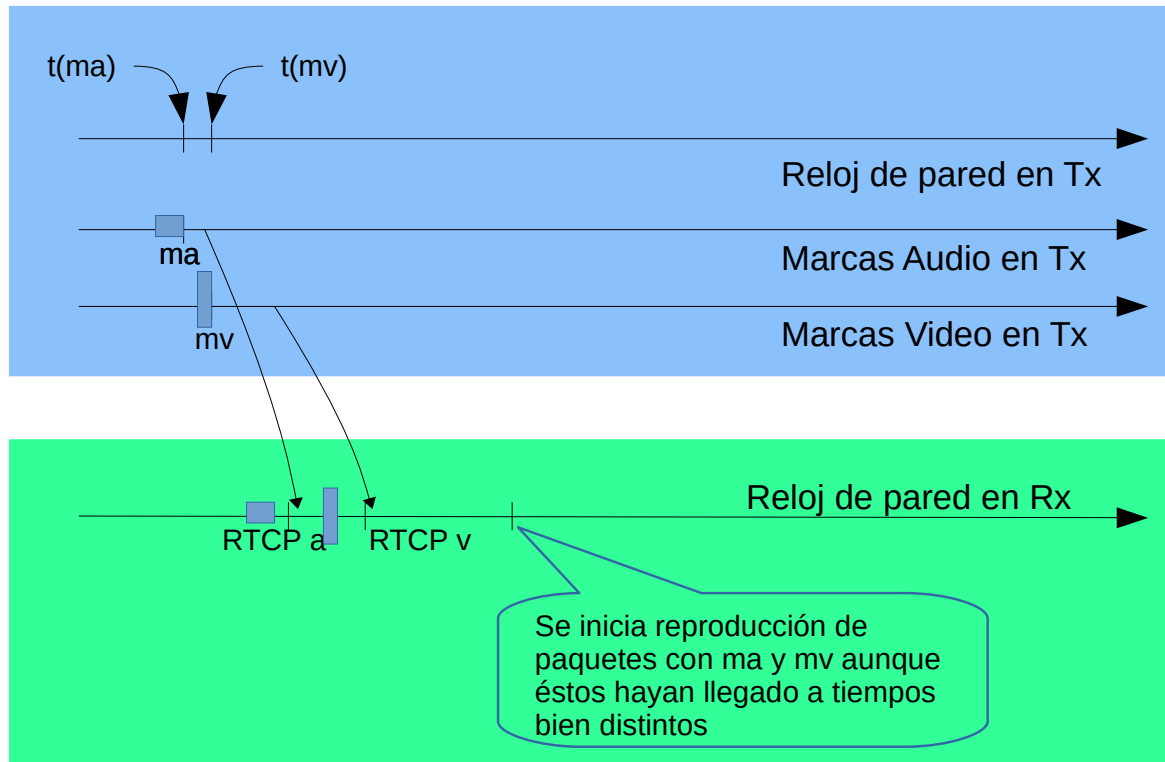 t(ma)
t(mv)
Reloj de pared en Tx
ma
Marcas Audio en Tx
mv
Marcas Video en Tx
Reloj de pared en Rx
RTCP a
RTCP v
Se inicia reproducción de
paquetes con ma y mv aunque
éstos hayan llegado a tiempos
bien distintos